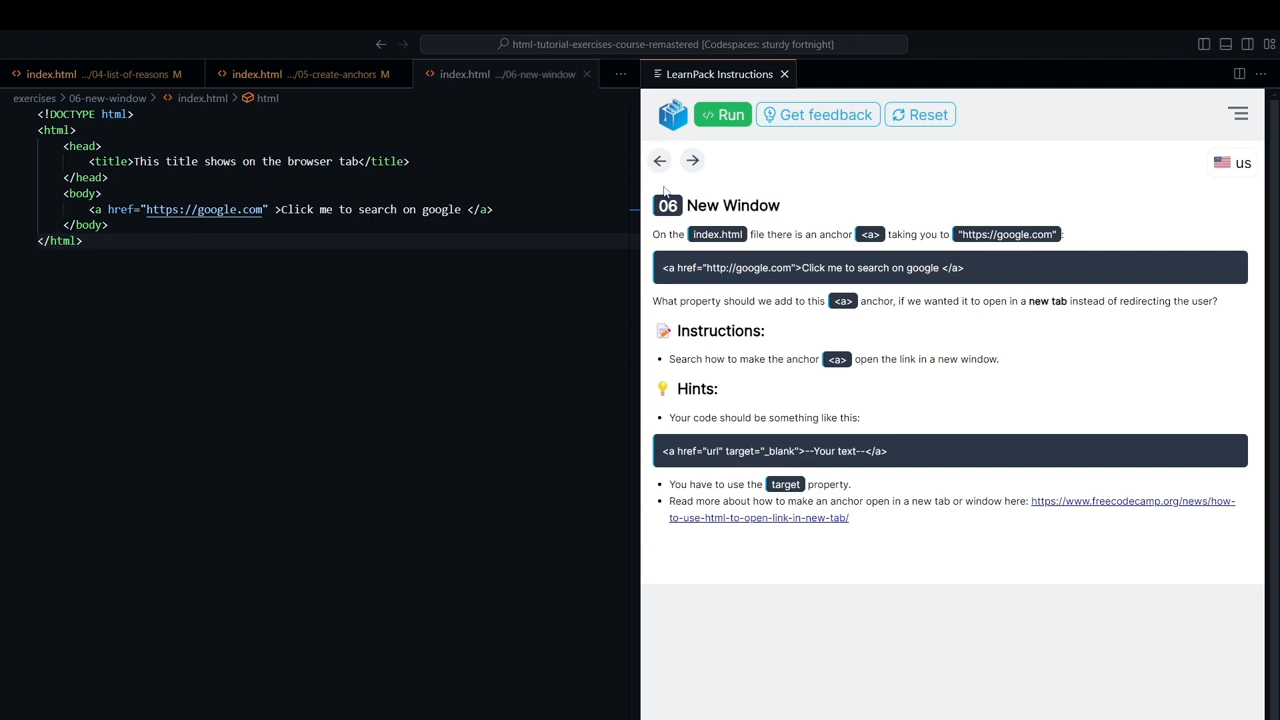 html-tutorial-exercises-course-remastered [Codespaces: sturdy fortnight]
index.html .../04-list-of-reasons M
index.html .../05-create-anchors M
index.html .../06-new-window
LearnPack Instructions
exercises > 06-new-window > index.html > html
<!DOCTYPE html>
<html>
<head>
<title>This title shows on the browser tab</title>
</head>
<body>
<a href="https://google.com" >Click me to search on google </a>
</body>
</html>
Run
Get feedback
Reset
us
06 New Window
On the index.html file there is an anchor <a> taking you to "https://google.com":
<a href="http://google.com">Click me to search on google </a>
What property should we add to this <a> anchor, if we wanted it to open in a new tab instead of redirecting the user?
Instructions:
• Search how to make the anchor <a> open the link in a new window.
Hints:
• Your code should be something like this:
<a href="url" target="_blank">--Your text--</a>
• You have to use the target property.
• Read more about how to make an anchor open in a new tab or window here: https://www.freecodecamp.org/news/how-
to-use-html-to-open-link-in-new-tab/